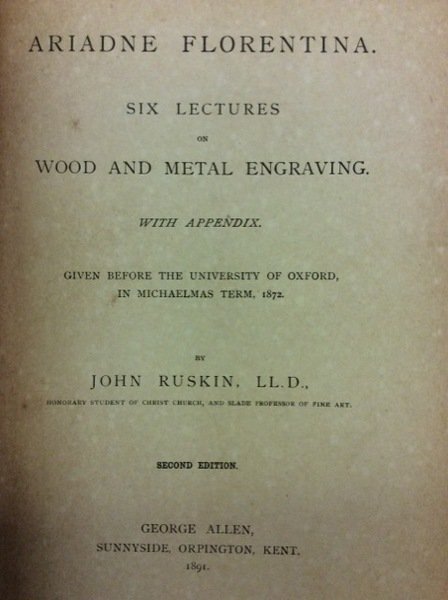 ARIADNE FLORENTINA.
SIX LECTURES
ON
WOOD AND METAL ENGRAVING.
WITH APPENDIX.
GIVEN BEFORE THE UNIVERSITY OF OXFORD,
IN MICHAELMAS TERM, 1872.
BY
JOHN RUSKIN, LL.D.,
HONORARY STUDENT OF CHRIST CHURCH, AND SLADE PROFESSOR OF FINE ART.
SECOND EDITION.
GEORGE ALLEN,
SUNNYSIDE, ORPINGTON, KENT.
1891.